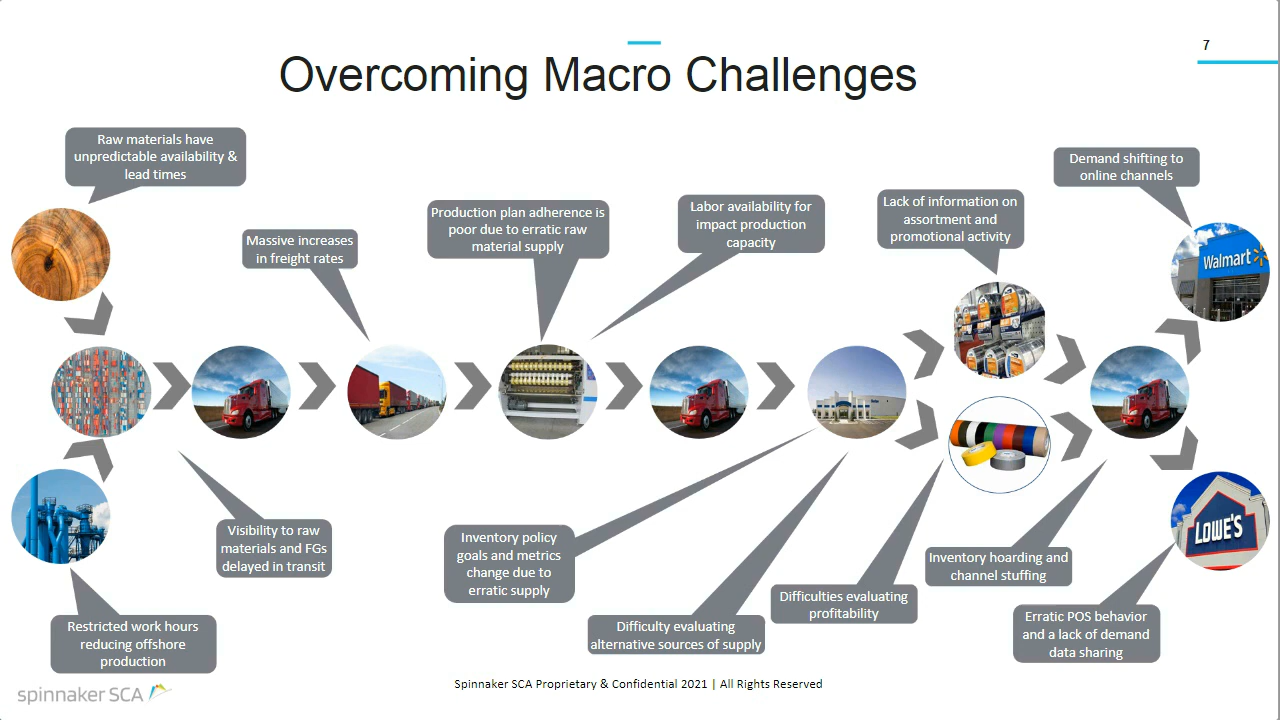 7
Overcoming Macro Challenges
Raw materials have
unpredictable availability &
lead times
Massive increases
in freight rates
Production plan adherence is
poor due to erratic raw
material supply
Labor availability for
impact production
capacity
Lack of information on
assortment and
promotional activity
Demand shifting to
online channels
Walmart
LOWE'S
Restricted work hours
reducing offshore
production
Visibility to raw
materials and FGs
delayed in transit
Inventory policy
goals and metrics
change due to
erratic supply
Difficulty evaluating
alternative sources of supply
Difficulties evaluating
profitability
Inventory hoarding and
channel stuffing
Erratic POS behavior
and a lack of demand
data sharing
spinnaker SCA
Spinnaker SCA Proprietary & Confidential 2021 | All Rights Reserved